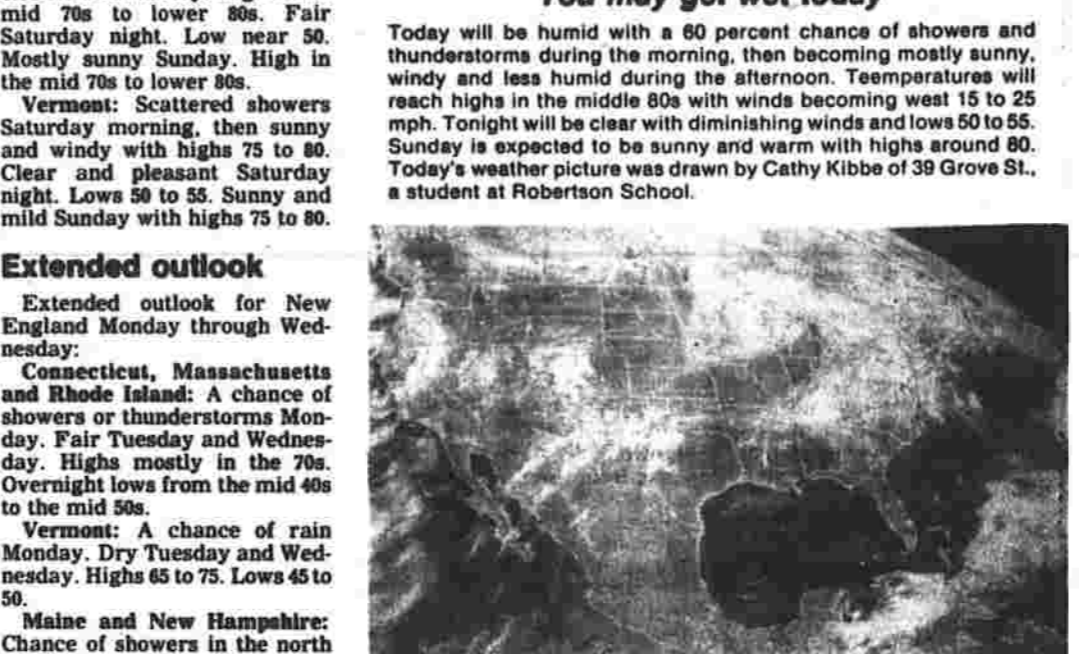 mid 70s to lower 80s. Fair
Saturday night. Low near 50.
Mostly sunny Sunday. High in
the mid 70s to lower 80s.
Vermont: Scattered showers
Saturday morning, then sunny
and windy with highs 75 to 80.
Clear and pleasant Saturday
night. Lows 50 to 55. Sunny and
mild Sunday with highs 75 to 80.
Extended outlook
Extended outlook for New
England Monday through Wed-
nesday:
Connecticut, Massachusetts
and Rhode Island: A chance of
showers or thunderstorms Mon-
day. Fair Tuesday and Wednes-
day. Highs mostly in the 70s.
Overnight lows from the mid 40s
to the mid 50s.
Vermont: A chance of rain
Monday. Dry Tuesday and Wed-
nesday. Highs 65 to 75. Lows 45 to
50.
Maine and New Hampshire:
Chance of showers in the north
You may get wet today
Today will be humid with a 60 percent chance of showers and
thunderstorms during the morning, then becoming mostly sunny,
windy and less humid during the afternoon. Teemperatures will
reach highs in the middle 80s with winds becoming west 15 to 25
mph. Tonight will be clear with diminishing winds and lows 50 to 55.
Sunday is expected to be sunny and warm with highs around 80.
Today's weather picture was drawn by Cathy Kibbe of 39 Grove St.,
a student at Robertson School.